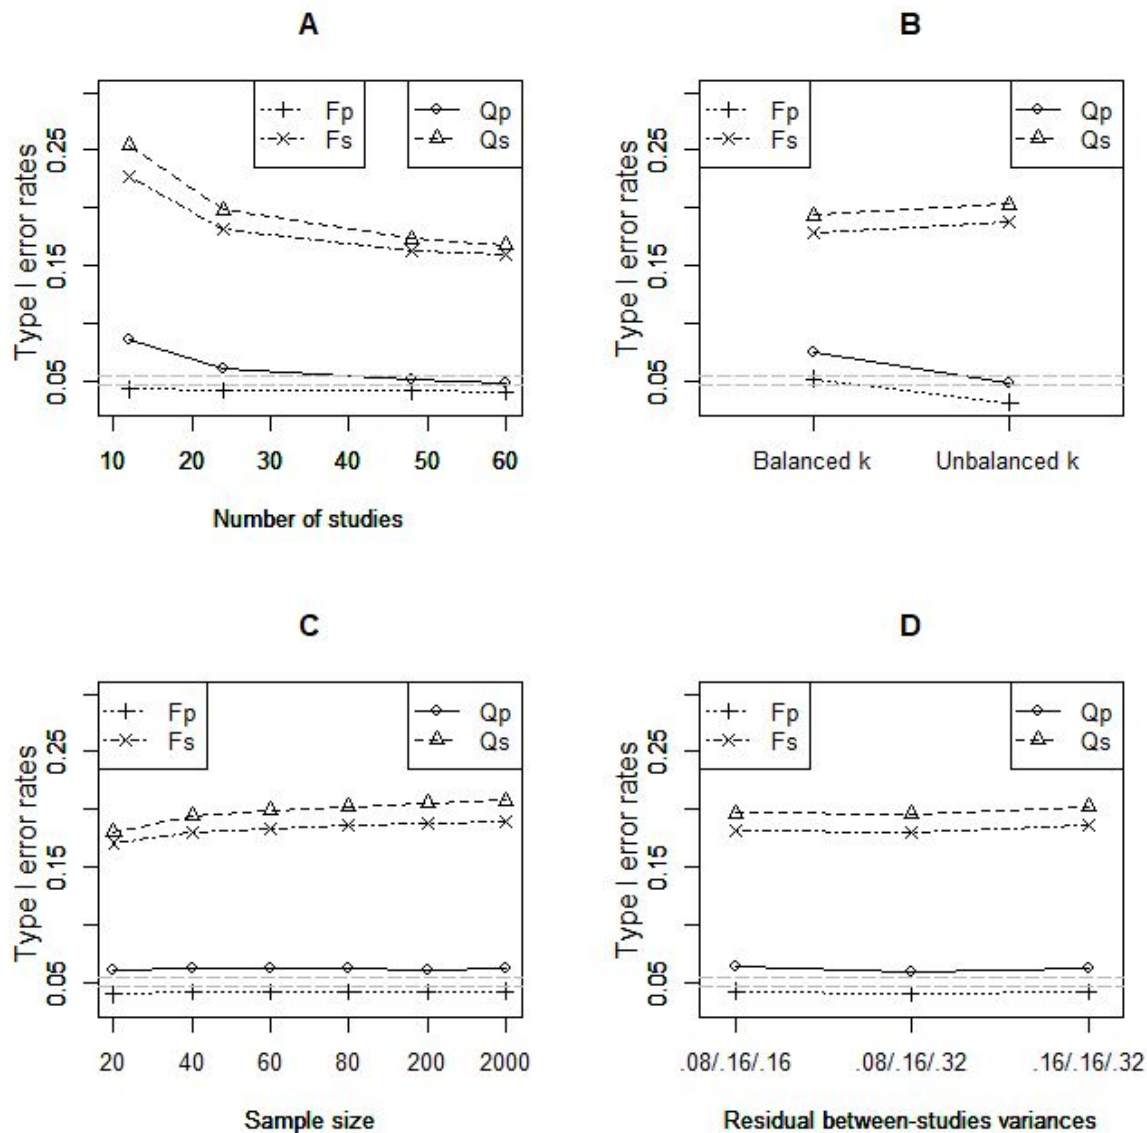 A
Fp
Fs
Qp
Qs
Type I error rates
0.05 0.15 0.25
10 20 30 40 50 60
Number of studies
B
Fp
Fs
Qp
Qs
Type I error rates
0.05 0.15 0.25
Balanced k Unbalanced k
C
Fp
Fs
Qp
Qs
Type I error rates
0.05 0.15 0.25
20 40 60 80 200 2000
Sample size
D
Fp
Fs
Qp
Qs
Type I error rates
0.05 0.15 0.25
.08/.16/.16 .08/.16/.32 .16/.16/.32
Residual between-studies variances